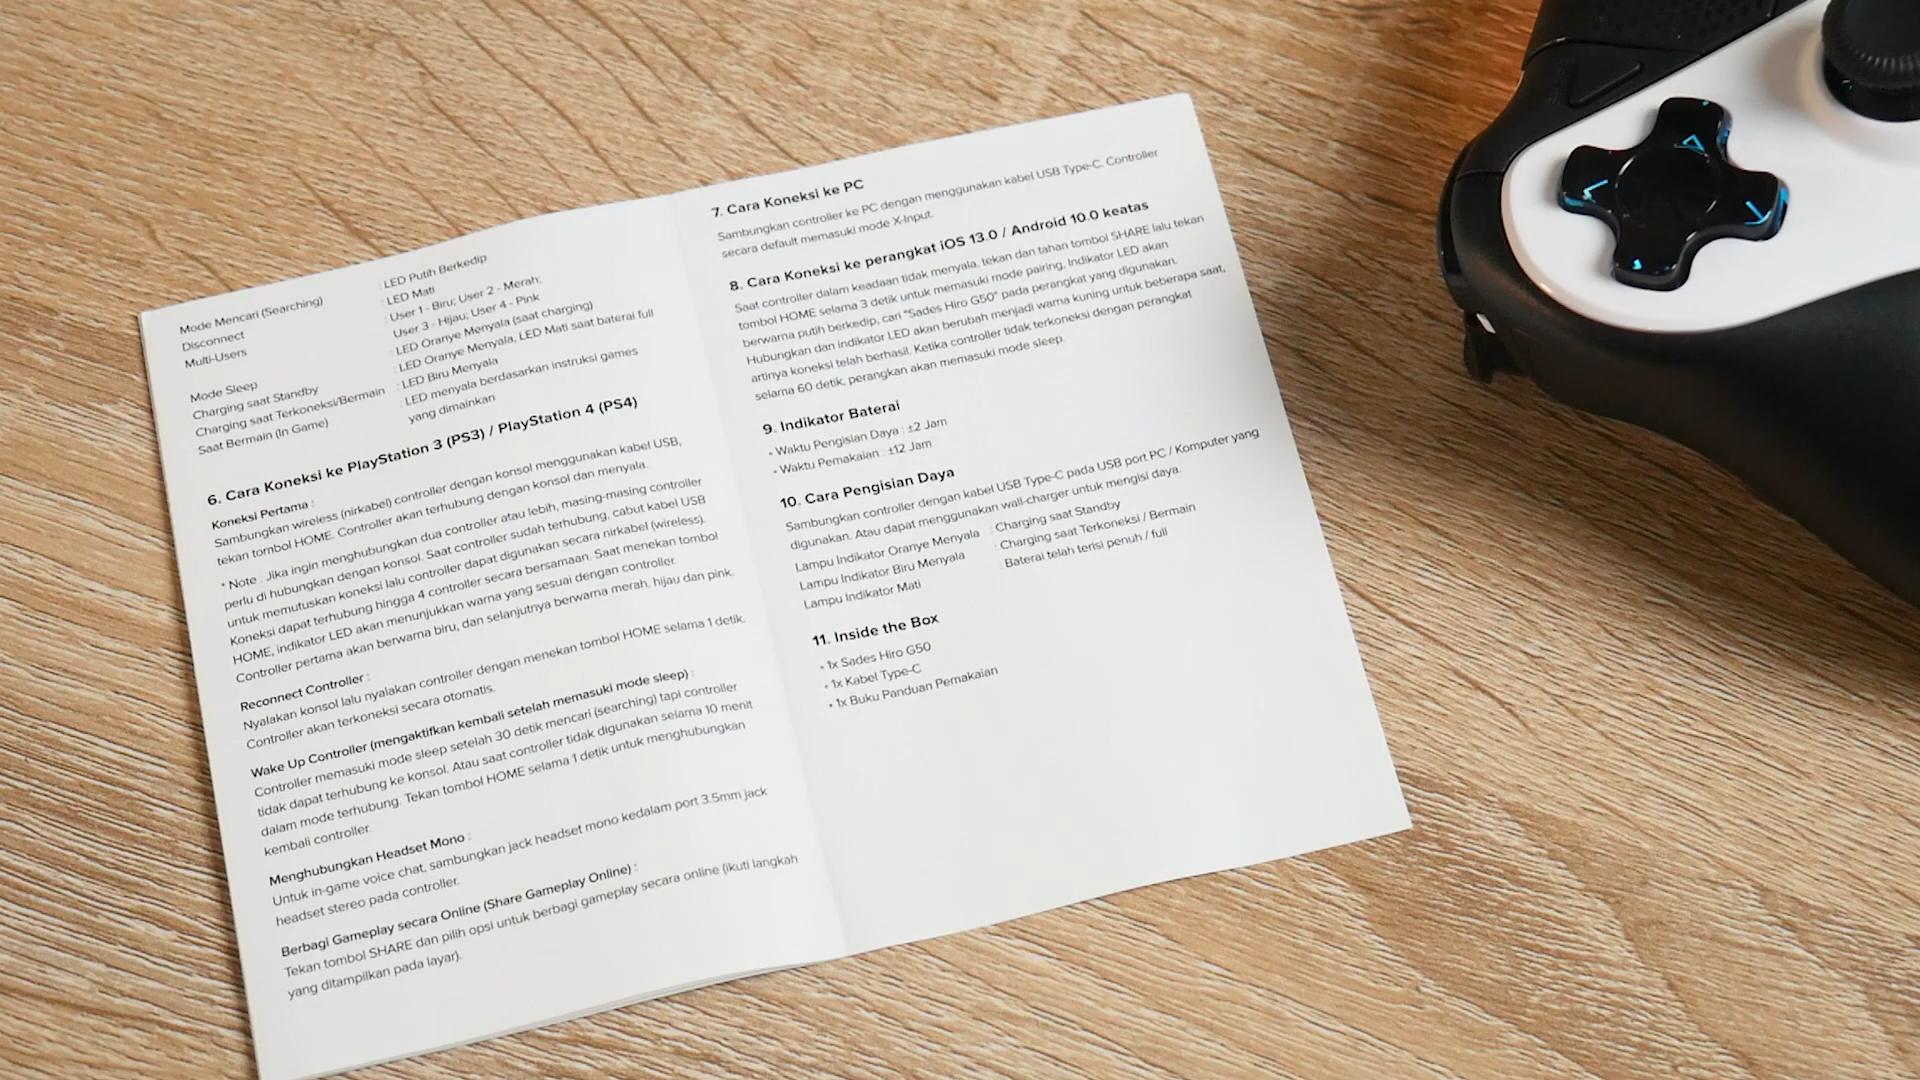 Mode Mencari (Searching) : LED Putih Berkedip
Disconnect : LED Mati
Multi-Users : User 1 - Biru; User 2 - Merah;
User 3 - Hijau; User 4 - Pink
Mode Sleep : LED Oranye Menyala (saat charging)
Charging saat Standby : LED Oranye Menyala, LED Mati saat baterai full
Charging saat Terkoneksi/Bermain : LED Biru Menyala
Saat Bermain (In Game) : LED menyala berdasarkan instruksi games
yang dimainkan
6. Cara Koneksi ke PlayStation 3 (PS3) / PlayStation 4 (PS4)
Koneksi Pertama :
Sambungkan wireless (nirkabel) controller dengan konsol menggunakan kabel USB,
tekan tombol HOME. Controller akan terhubung dengan konsol dan menyala.
* Note : Jika ingin menghubungkan dua controller atau lebih, masing-masing controller
perlu di hubungkan dengan konsol. Saat controller sudah terhubung, cabut kabel USB
untuk memutuskan koneksi lalu controller dapat digunakan secara nirkabel (wireless).
Koneksi dapat terhubung hingga 4 controller secara bersamaan. Saat menekan tombol
HOME, indikator LED akan menunjukkan warna yang sesuai dengan controller.
Controller pertama akan berwarna biru, dan selanjutnya berwarna merah, hijau dan pink.
Reconnect Controller :
Nyalakan konsol lalu nyalakan controller dengan menekan tombol HOME selama 1 detik.
Controller akan terkoneksi secara otomatis.
Wake Up Controller (mengaktifkan kembali setelah memasuki mode sleep) :
Controller memasuki mode sleep setelah 30 detik mencari (searching) tapi controller
tidak dapat terhubung ke konsol. Atau saat controller tidak digunakan selama 10 menit
dalam mode terhubung. Tekan tombol HOME selama 1 detik untuk menghubungkan
kembali controller.
Menghubungkan Headset Mono :
Untuk in-game voice chat, sambungkan jack headset mono kedalam port 3.5mm jack
headset stereo pada controller.
Berbagi Gameplay secara Online (Share Gameplay Online) :
Tekan tombol SHARE dan pilih opsi untuk berbagi gameplay secara online (ikuti langkah
yang ditampilkan pada layar).
7. Cara Koneksi ke PC
Sambungkan controller ke PC dengan menggunakan kabel USB Type-C. Controller
secara default memasuki mode X-Input.
8. Cara Koneksi ke perangkat iOS 13.0 / Android 10.0 keatas
Saat controller dalam keadaan tidak menyala, tekan dan tahan tombol SHARE lalu tekan
tombol HOME selama 3 detik untuk memasuki mode pairing, Indikator LED akan
berwarna putih berkedip, cari "Sades Hiro G50" pada perangkat yang digunakan.
Hubungkan dan indikator LED akan berubah menjadi warna kuning untuk beberapa saat,
artinya koneksi telah berhasil. Ketika controller tidak terkoneksi dengan perangkat
selama 60 detik, perangkan akan memasuki mode sleep.
9. Indikator Baterai
• Waktu Pengisian Daya : ±2 Jam
• Waktu Pemakaian : ±12 Jam
10. Cara Pengisian Daya
Sambungkan controller dengan kabel USB Type-C pada USB port PC / Komputer yang
digunakan. Atau dapat menggunakan wall-charger untuk mengisi daya.
Lampu Indikator Oranye Menyala : Charging saat Standby
Lampu Indikator Biru Menyala : Charging saat Terkoneksi / Bermain
Lampu Indikator Mati : Baterai telah terisi penuh / full
11. Inside the Box
• 1x Sades Hiro G50
• 1x Kabel Type-C
• 1x Buku Panduan Pemakaian